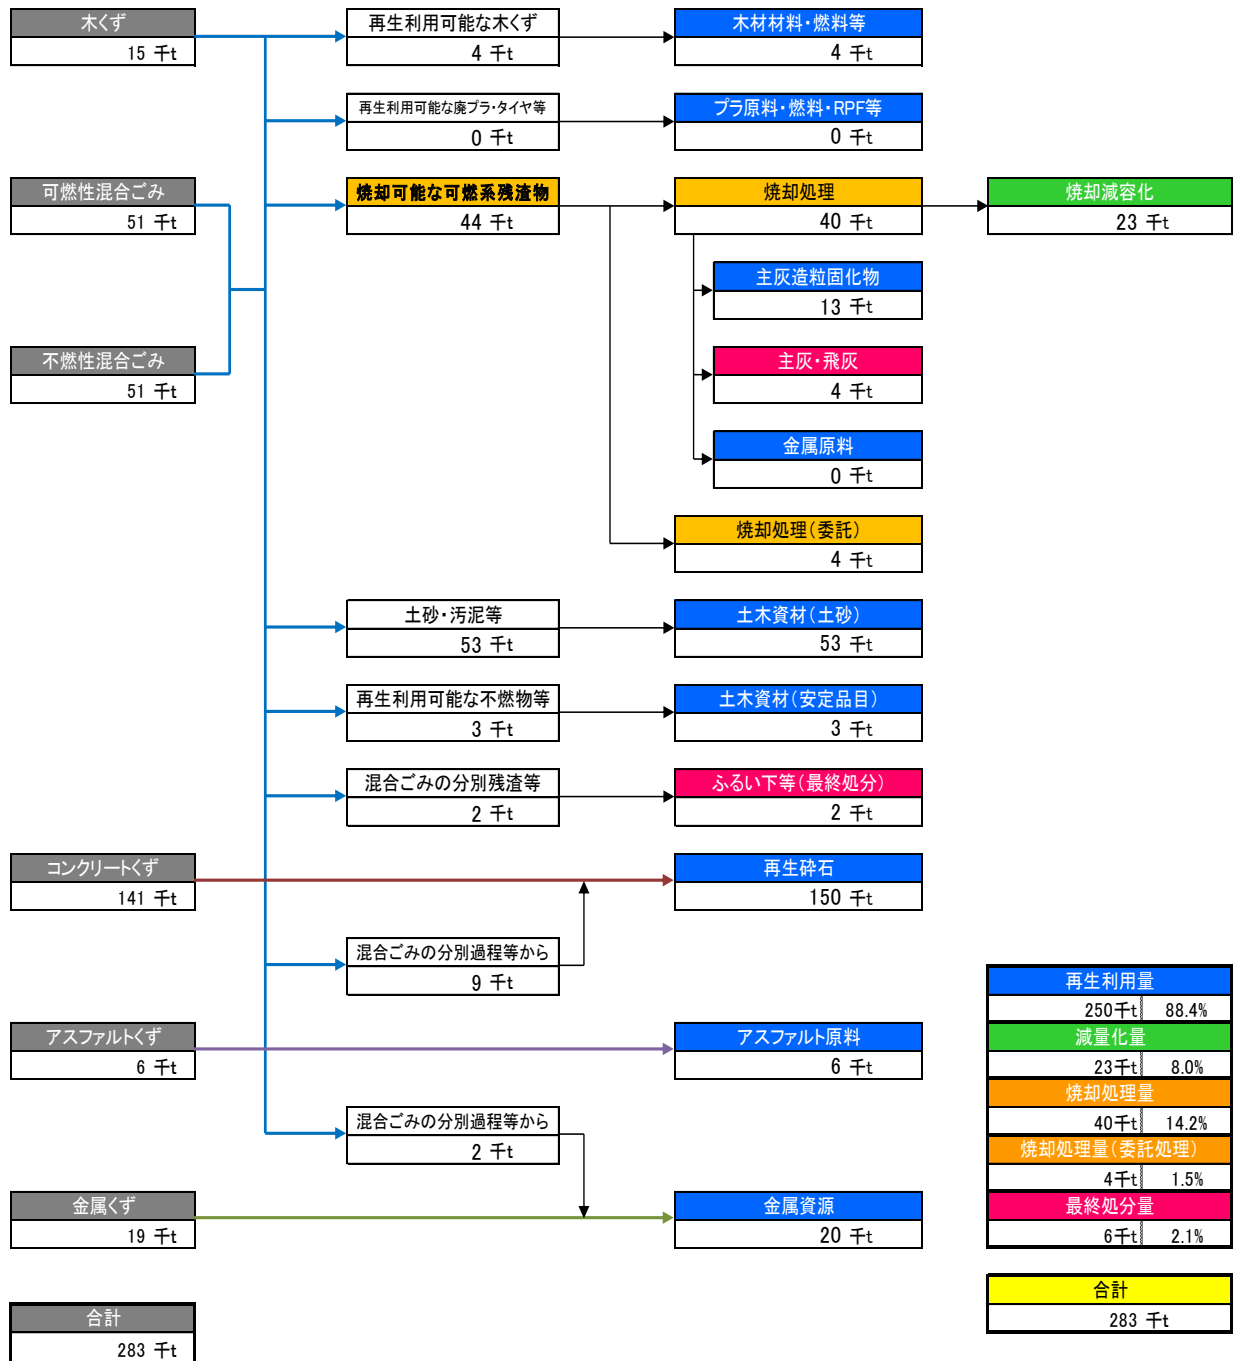 木くず
15 千t
再生利用可能な木くず
4 千t
木材材料・燃料等
4 千t
再生利用可能な廃プラ・タイヤ等
0 千t
プラ原料・燃料・RPF等
0 千t
可燃性混合ごみ
51 千t
焼却可能な可燃系残渣物
44 千t
焼却処理
40 千t
焼却減容化
23 千t
主灰造粒固化物
13 千t
不燃性混合ごみ
51 千t
主灰・飛灰
4 千t
金属原料
0 千t
焼却処理(委託)
4 千t
土砂・汚泥等
53 千t
土木資材(土砂)
53 千t
再生利用可能な不燃物等
3 千t
土木資材(安定品目)
3 千t
混合ごみの分別残渣等
2 千t
ふるい下等(最終処分)
2 千t
コンクリートくず
141 千t
再生砕石
150 千t
混合ごみの分別過程等から
9 千t
アスファルトくず
6 千t
アスファルト原料
6 千t
混合ごみの分別過程等から
2 千t
金属くず
19 千t
金属資源
20 千t
合計
283 千t
再生利用量
250千t 88.4%
減量化量
23千t 8.0%
焼却処理量
40千t 14.2%
焼却処理量(委託処理)
4千t 1.5%
最終処分量
6千t 2.1%
合計
283 千t